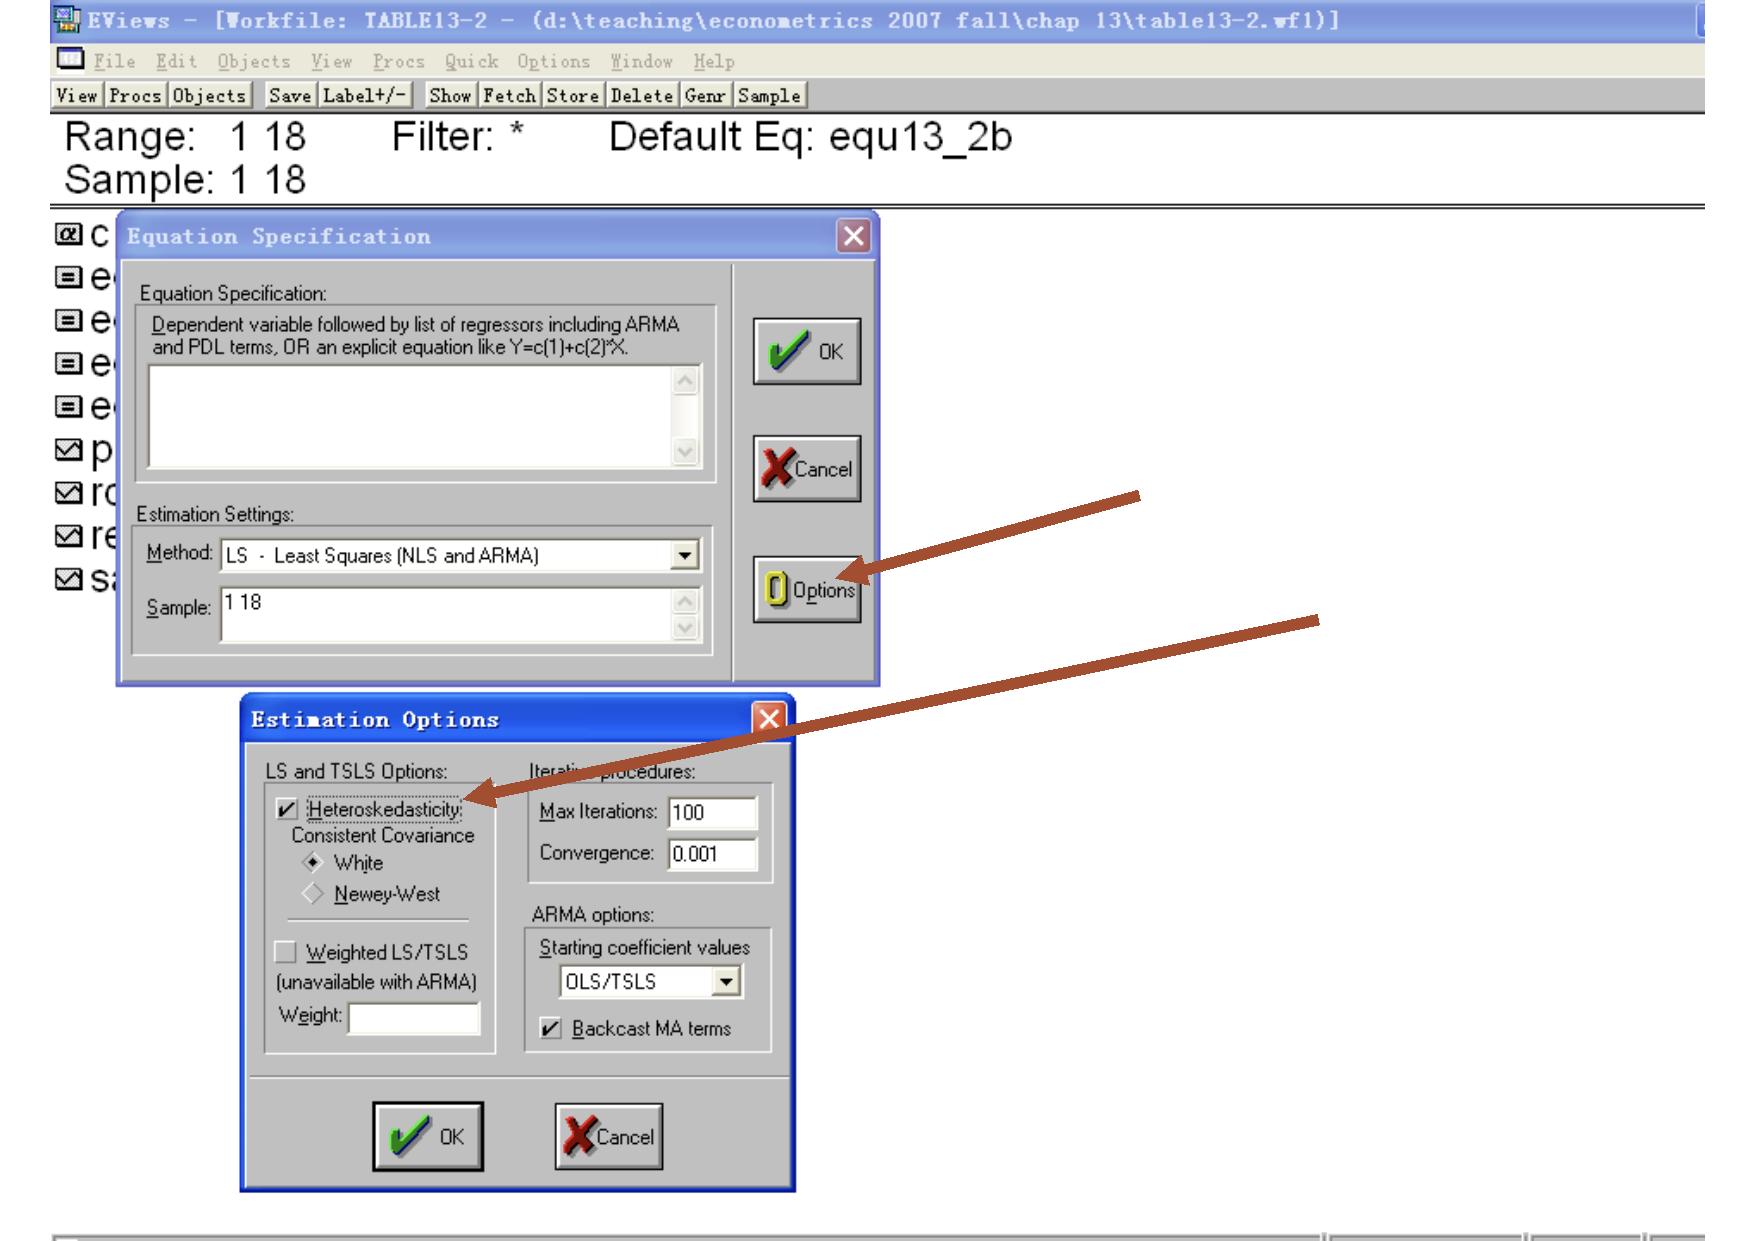 EViews - [Workfile: TABLE13-2 - (d:\teaching\econometrics 2007 fall\chap 13\table13-2.wf1)]
File Edit Objects View Procs Quick Options Window Help
View Procs Objects Save Label+/- Show Fetch Store Delete Genr Sample
Range: 1 18 Filter: * Default Eq: equ13_2b
Sample: 1 18
c
Equation Specification
Equation Specification:
Dependent variable followed by list of regressors including ARMA
and PDL terms, OR an explicit equation like Y=c(1)+c(2)*X.
OK
Cancel
Estimation Settings:
Method: LS - Least Squares (NLS and ARMA)
Options
Sample: 1 18
Estimation Options
LS and TSLS Options:
Heteroskedasticity
Consistent Covariance
White
Newey-West
Weighted LS/TSLS
(unavailable with ARMA)
Weight:
Iterative procedures:
Max Iterations: 100
Convergence: 0.001
ARMA options:
Starting coefficient values
OLS/TSLS
Backcast MA terms
OK
Cancel